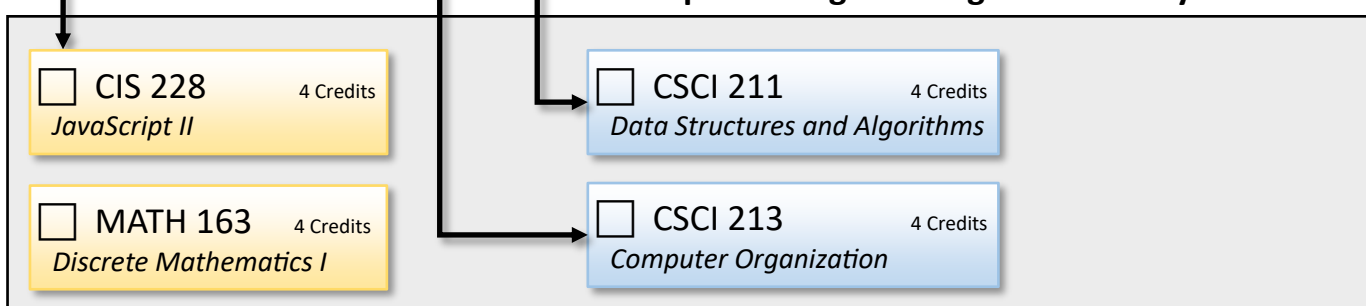 CIS 228 4 Credits
JavaScript II
CSCI 211 4 Credits
Data Structures and Algorithms
MATH 163 4 Credits
Discrete Mathematics I
CSCI 213 4 Credits
Computer Organization